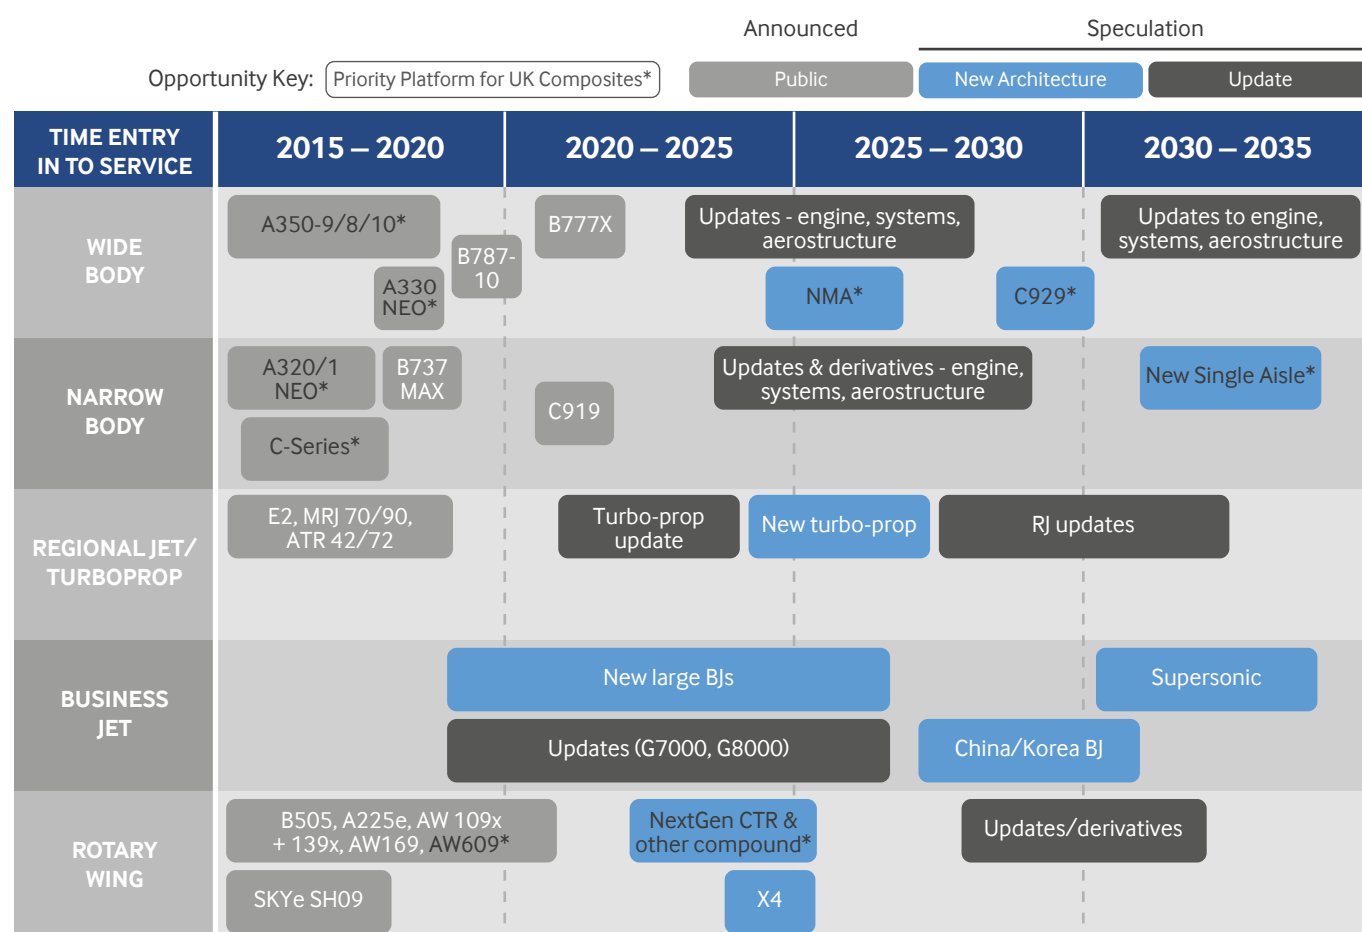 Announced
Speculation
Opportunity Key:
Priority Platform for UK Composites*
Public
New Architecture
Update
TIME ENTRY
IN TO SERVICE
2015 – 2020
2020 – 2025
2025 – 2030
2030 – 2035
WIDE
BODY
A350-9/8/10*
A330
NEO*
B787-
10
B777X
Updates - engine, systems,
aerostructure
NMA*
C929*
Updates to engine,
systems, aerostructure
NARROW
BODY
A320/1
NEO*
B737
MAX
C-Series*
C919
Updates & derivatives - engine,
systems, aerostructure
New Single Aisle*
REGIONAL JET/
TURBOPROP
E2, MRJ 70/90,
ATR 42/72
Turbo-prop
update
New turbo-prop
RJ updates
BUSINESS
JET
New large BJs
Updates (G7000, G8000)
China/Korea BJ
Supersonic
ROTARY
WING
B505, A225e, AW 109x
+ 139x, AW169, AW609*
SKYe SH09
NextGen CTR &
other compound*
X4
Updates/derivatives